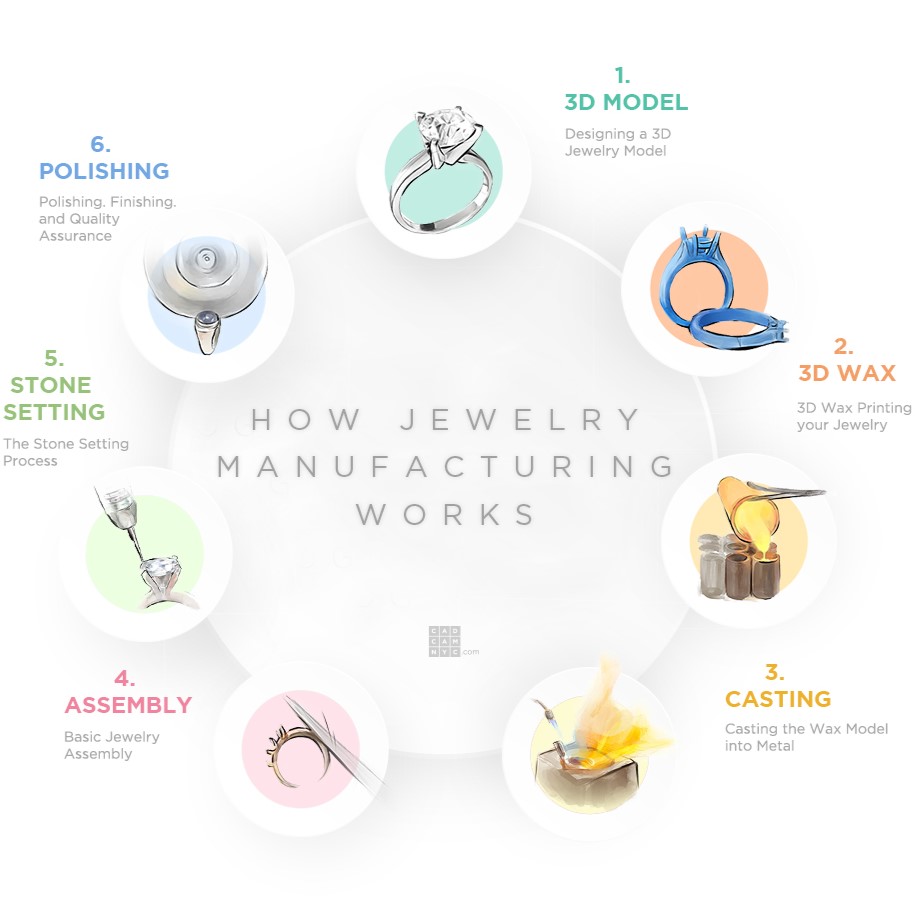 1.
3D MODEL
Designing a 3D
Jewelry Model
6.
POLISHING
Polishing. Finishing.
and Quality
Assurance
2.
3D WAX
3D Wax Printing
your Jewelry
5.
STONE
SETTING
The Stone Setting
Process
HOW JEWELRY
MANUFACTURING
WORKS
CAD
CAM
NYC.com
3.
CASTING
Casting the Wax Model
into Metal
4.
ASSEMBLY
Basic Jewelry
Assembly